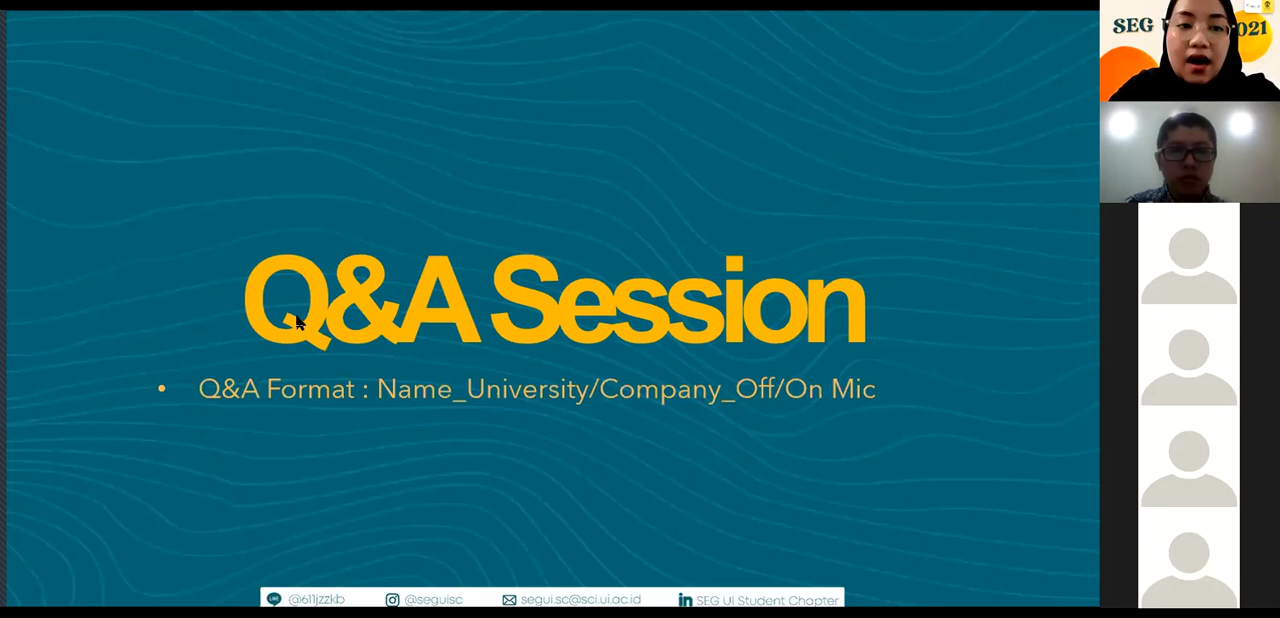 SEG U 2021
Q&A Session
• Q&A Format : Name_University/Company_Off/On Mic
@611jzzkb @seguisc segui.sc@sci.ui.ac.id in SEG UI Student Chapter